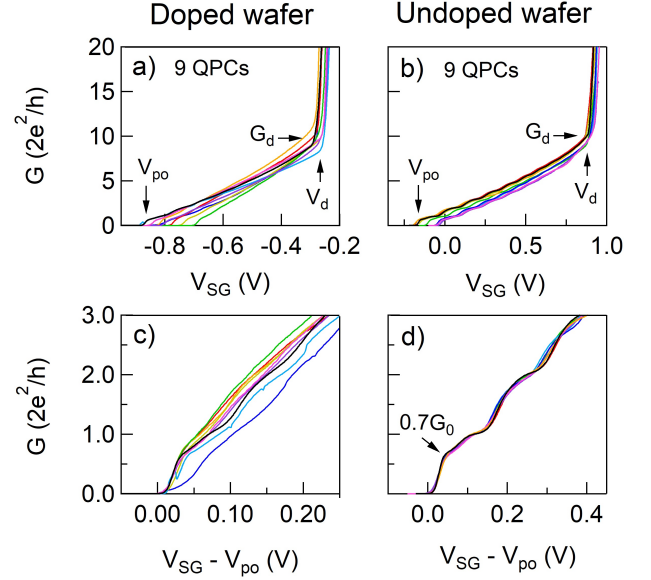 Doped wafer
Undoped wafer
a) 9 QPCs
b) 9 QPCs
G (2e²/h)
20
15
10
5
0
G_d
V_po
V_d
G_d
V_po
V_d
-0.8 -0.6 -0.4 -0.2
0.0 0.5 1.0
V_SG (V)
V_SG (V)
c)
d)
G (2e²/h)
3.0
2.0
1.0
0.0
0.7G_0
0.00 0.10 0.20
0.0 0.2 0.4
V_SG - V_po (V)
V_SG - V_po (V)